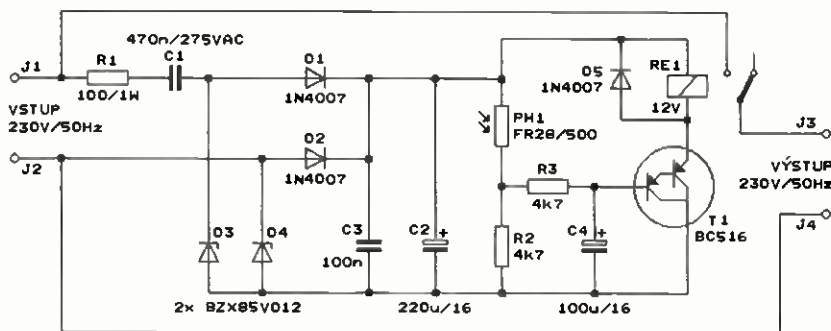 470n/275VAC
J1
R1
C1
D1
100/1W
1N4007
VSTUP
230V/50Hz
J2
D2
1N4007
D5
1N4007
RE1
12V
PH1
FR28/500
J3
VÝSTUP
230V/50Hz
J4
R3
4k7
T1
BC516
D3
D4
C3
100n
C2
+
R2
4k7
C4
+
2x BZX85V012
220u/16
100u/16